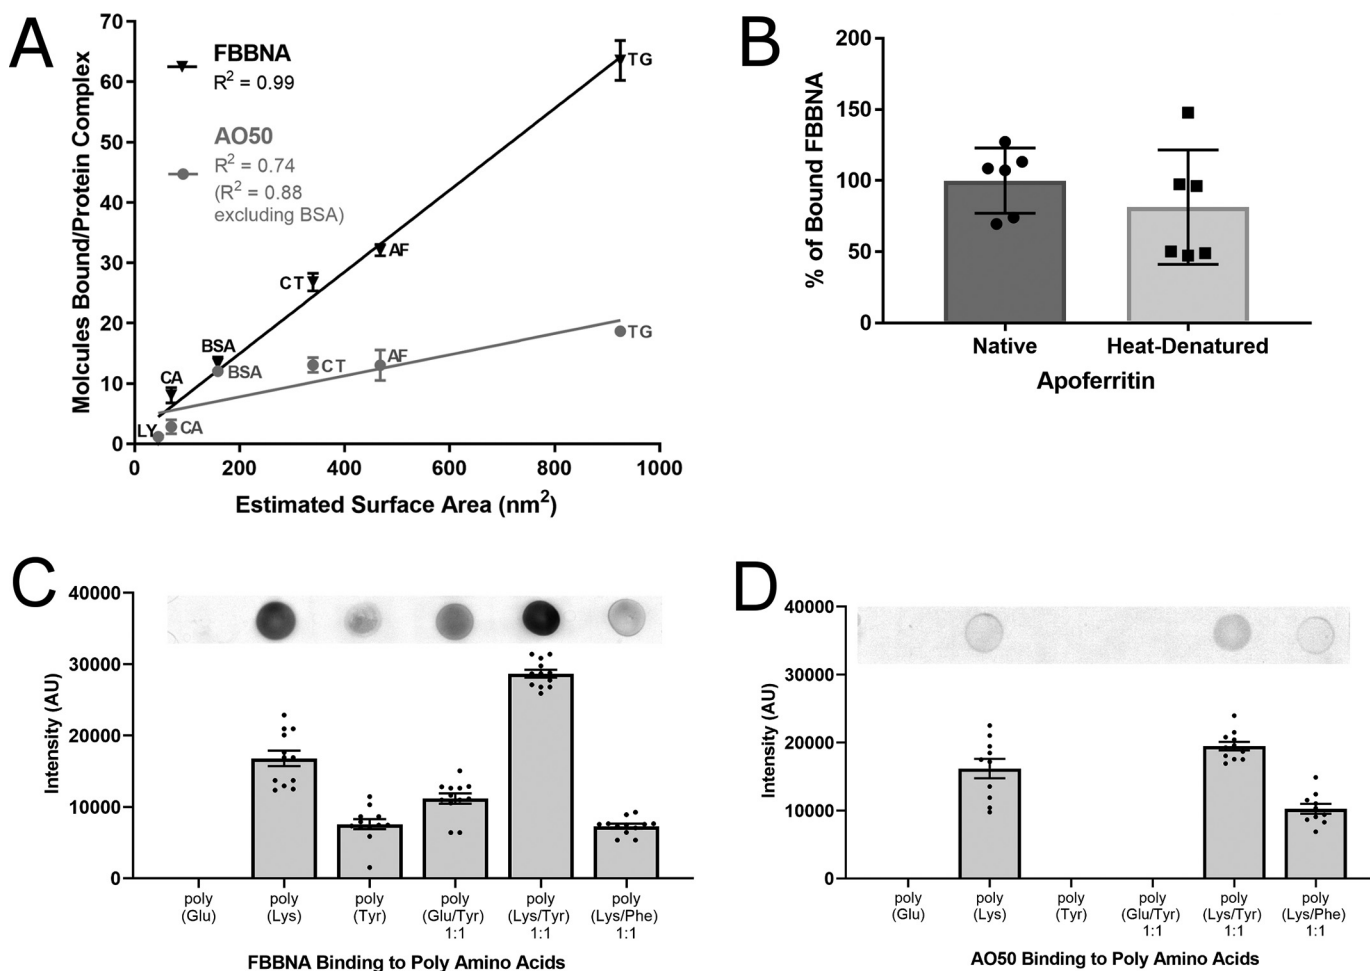 A
Molcules Bound/Protein Complex
70
60
50
40
30
20
10
0
FBBNA
R² = 0.99
AO50
R² = 0.74
(R² = 0.88
excluding BSA)
TG
AF
CT
BSA
CA
LY
TG
AF
CT
BSA
CA
0 200 400 600 800 1000
Estimated Surface Area (nm²)
B
% of Bound FBBNA
200
150
100
50
0
Native Heat-Denatured
Apoferritin
C
Intensity (AU)
40000
30000
20000
10000
0
poly poly poly poly poly poly
(Glu) (Lys) (Tyr) (Glu/Tyr) (Lys/Tyr) (Lys/Phe)
1:1 1:1 1:1
FBBNA Binding to Poly Amino Acids
D
Intensity (AU)
40000
30000
20000
10000
0
poly poly poly poly poly poly
(Glu) (Lys) (Tyr) (Glu/Tyr) (Lys/Tyr) (Lys/Phe)
1:1 1:1 1:1
AO50 Binding to Poly Amino Acids